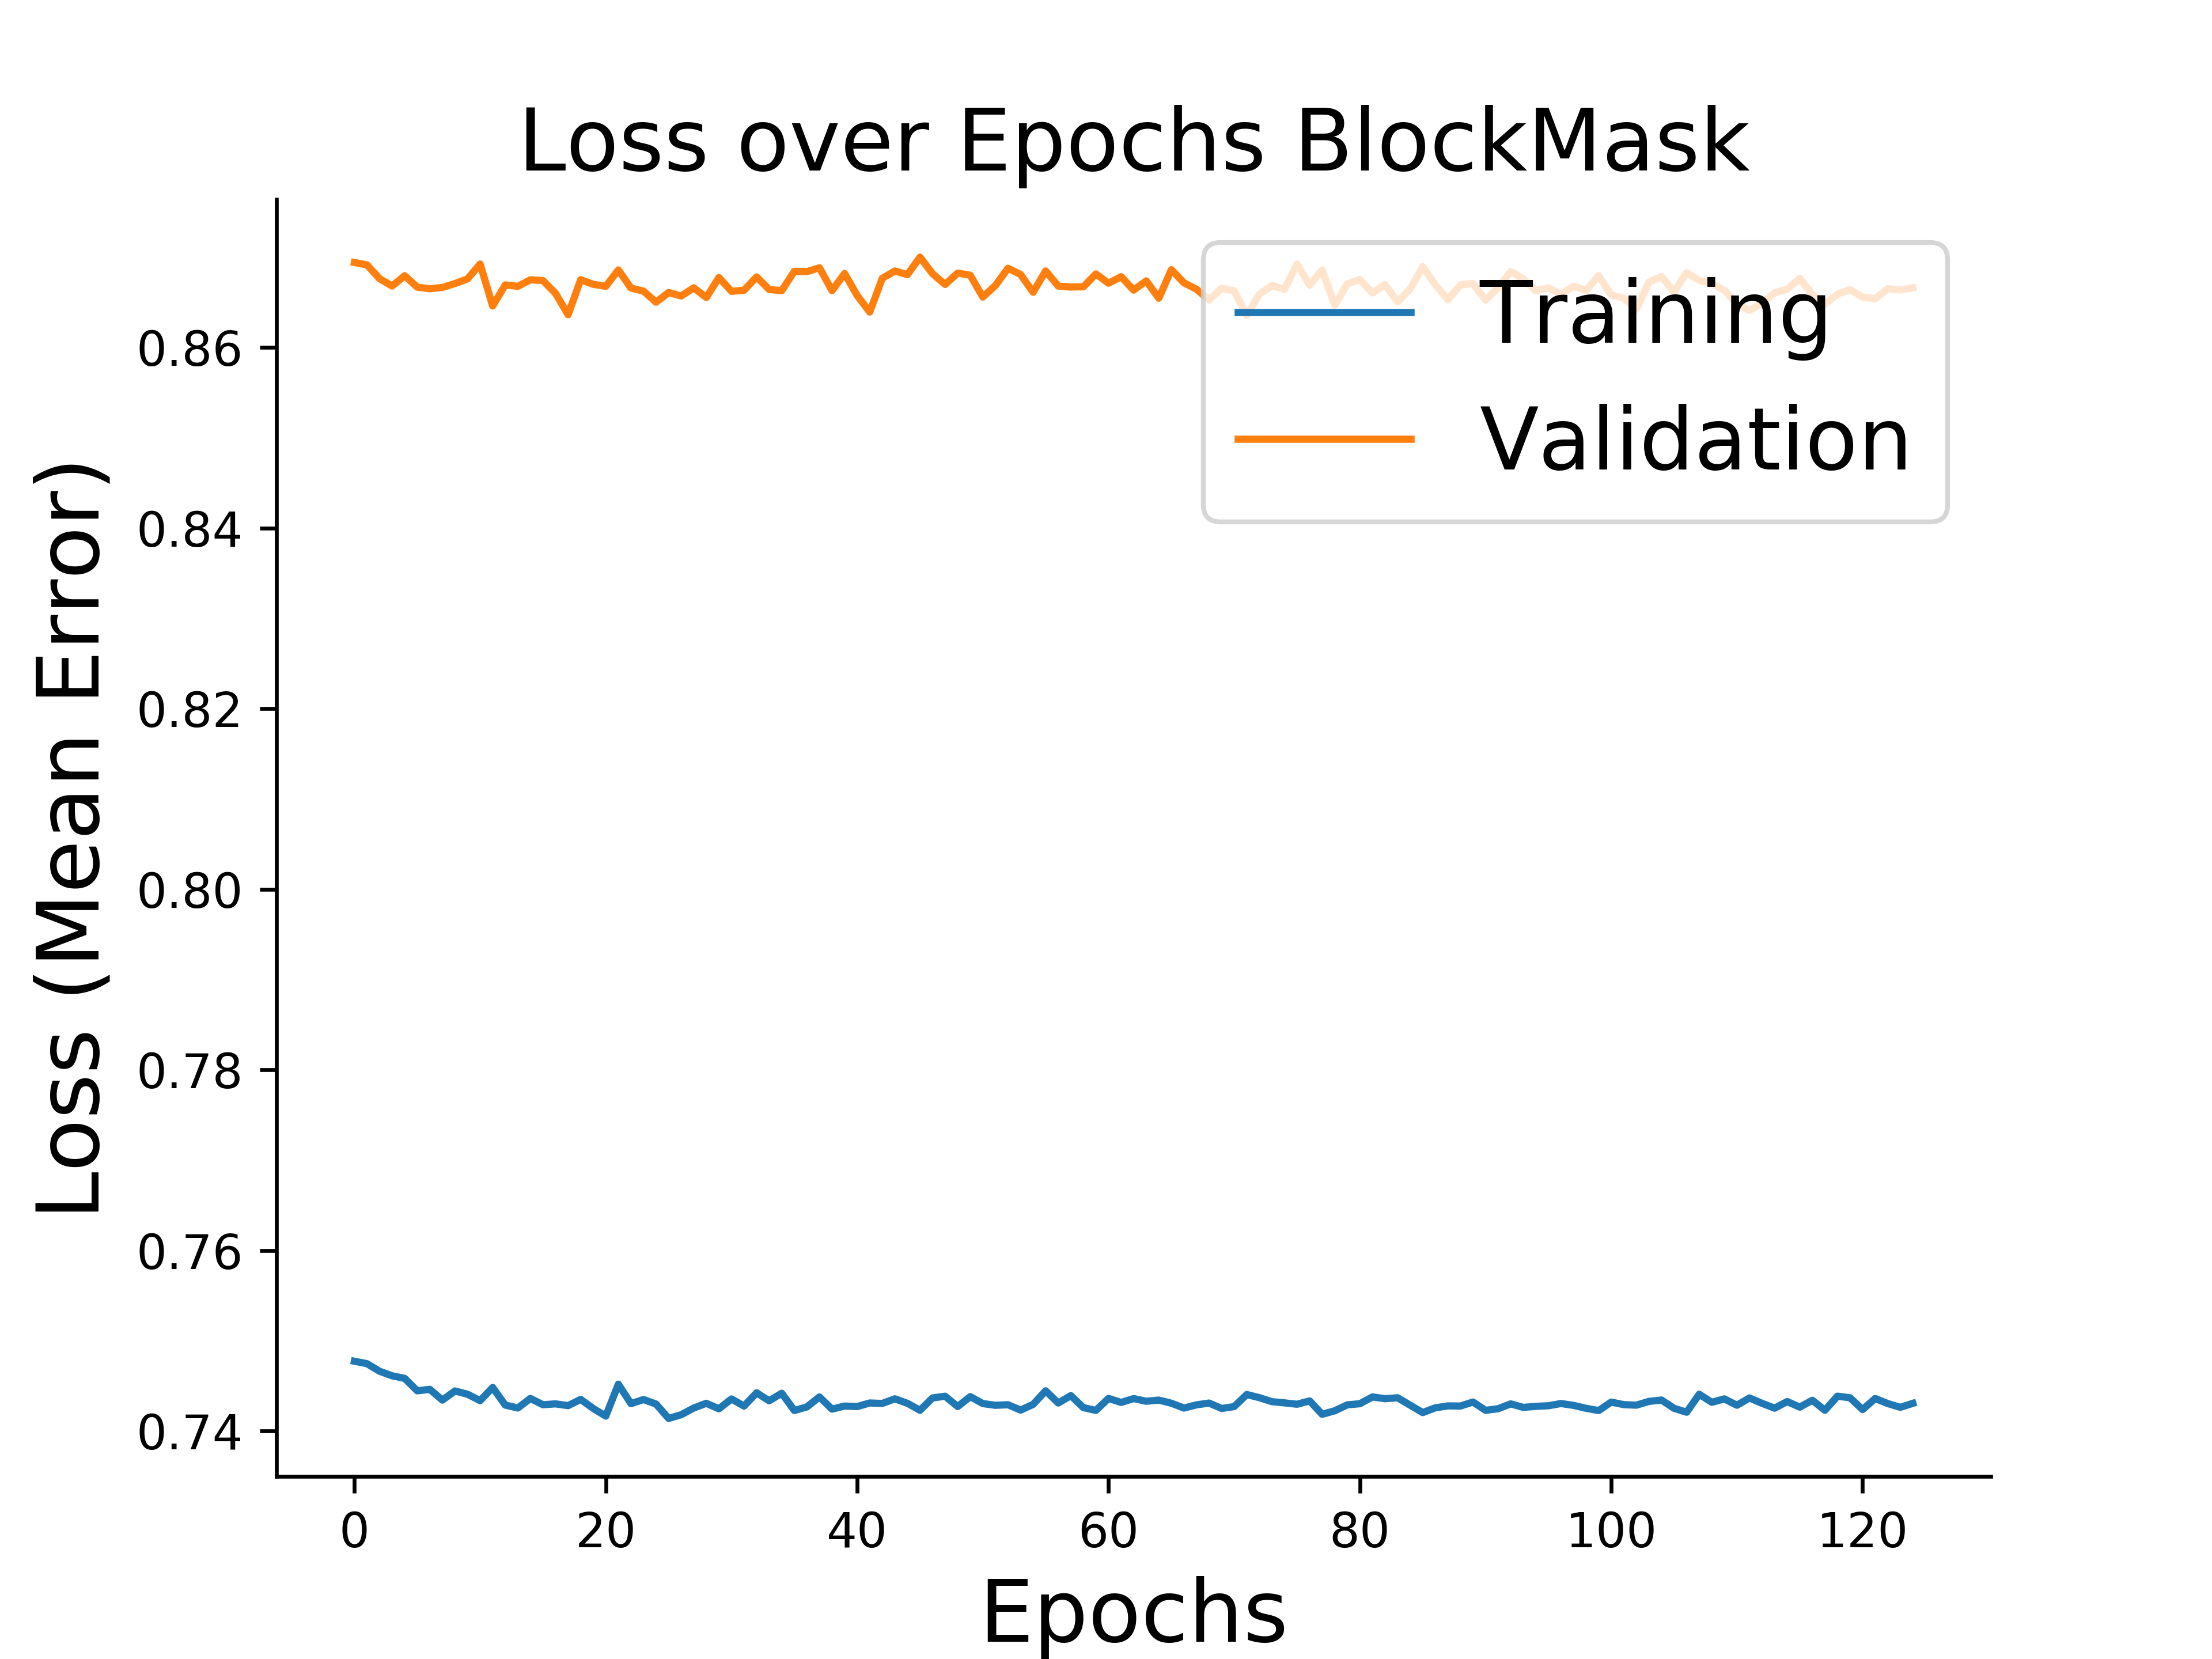 Loss over Epochs BlockMask
Training
Validation
Loss (Mean Error)
0.86
0.84
0.82
0.80
0.78
0.76
0.74
0 20 40 60 80 100 120
Epochs